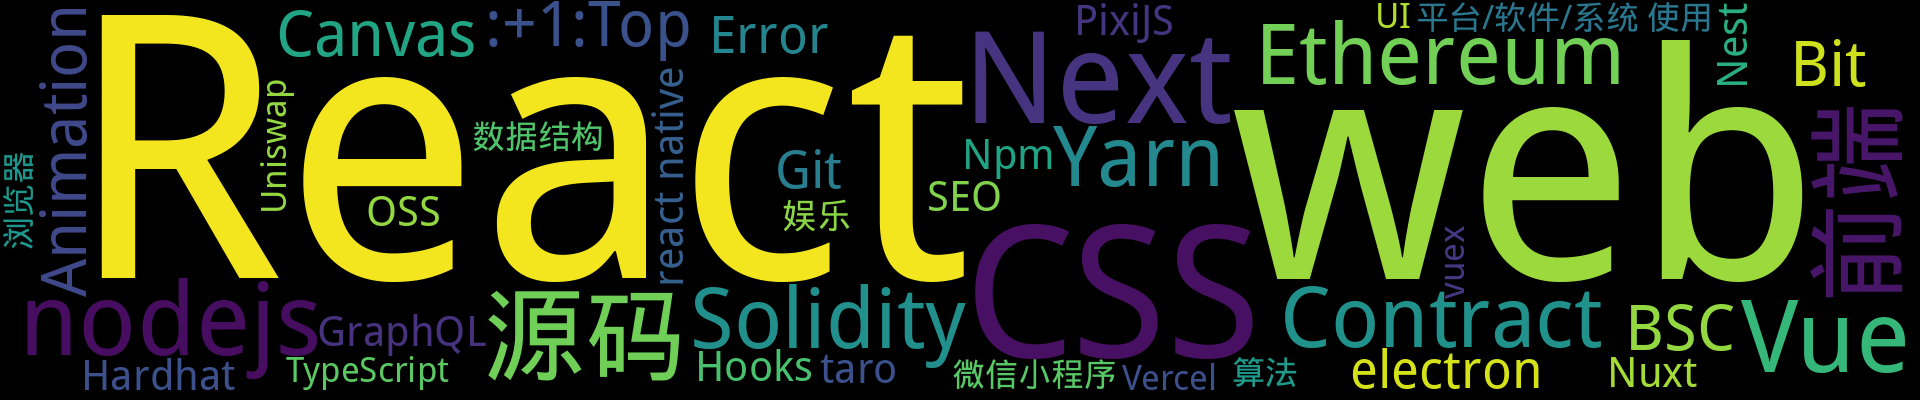 React
web
CSS
Next
Vue
nodejs
源码
Solidity
Contract
Ethereum
Yarn
前端
Canvas
:+1:Top
Error
PixiJS
UI
平台/软件/系统 使用
Nest
Bit
Animation
Uniswap
浏览器
OSS
数据结构
react native
Git
娱乐
Npm
SEO
vuex
GraphQL
Hardhat
TypeScript
Hooks
taro
微信小程序
Vercel
算法
electron
BSC
Nuxt